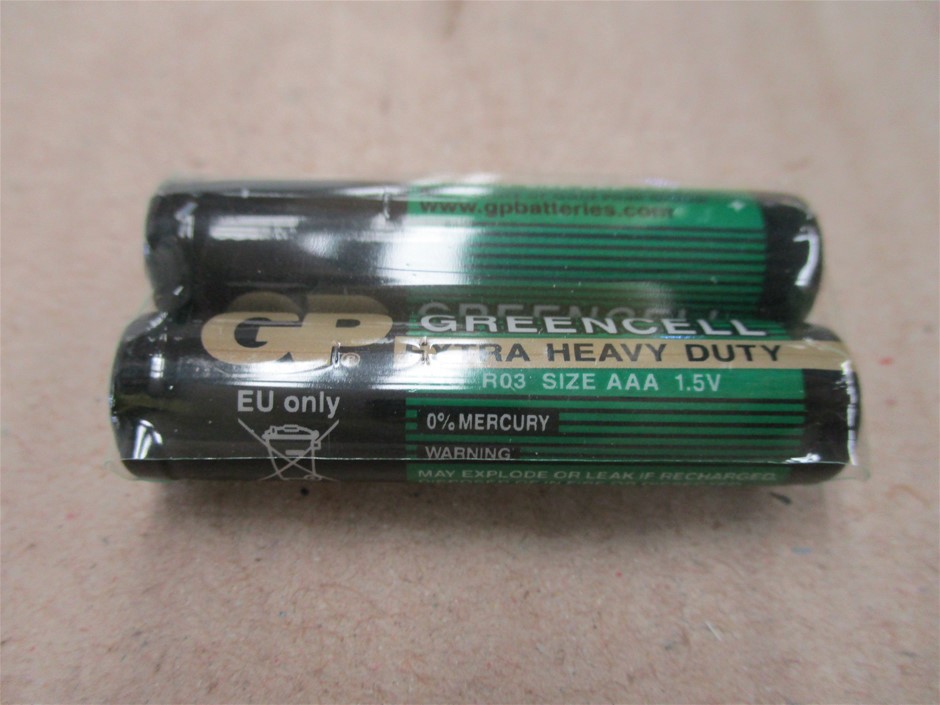 www.gpbatteries.com
GP
GREENCELL
EXTRA HEAVY DUTY
R03 SIZE AAA 1.5V
EU only
0% MERCURY
WARNING
MAY EXPLODE OR LEAK IF RECHARGED